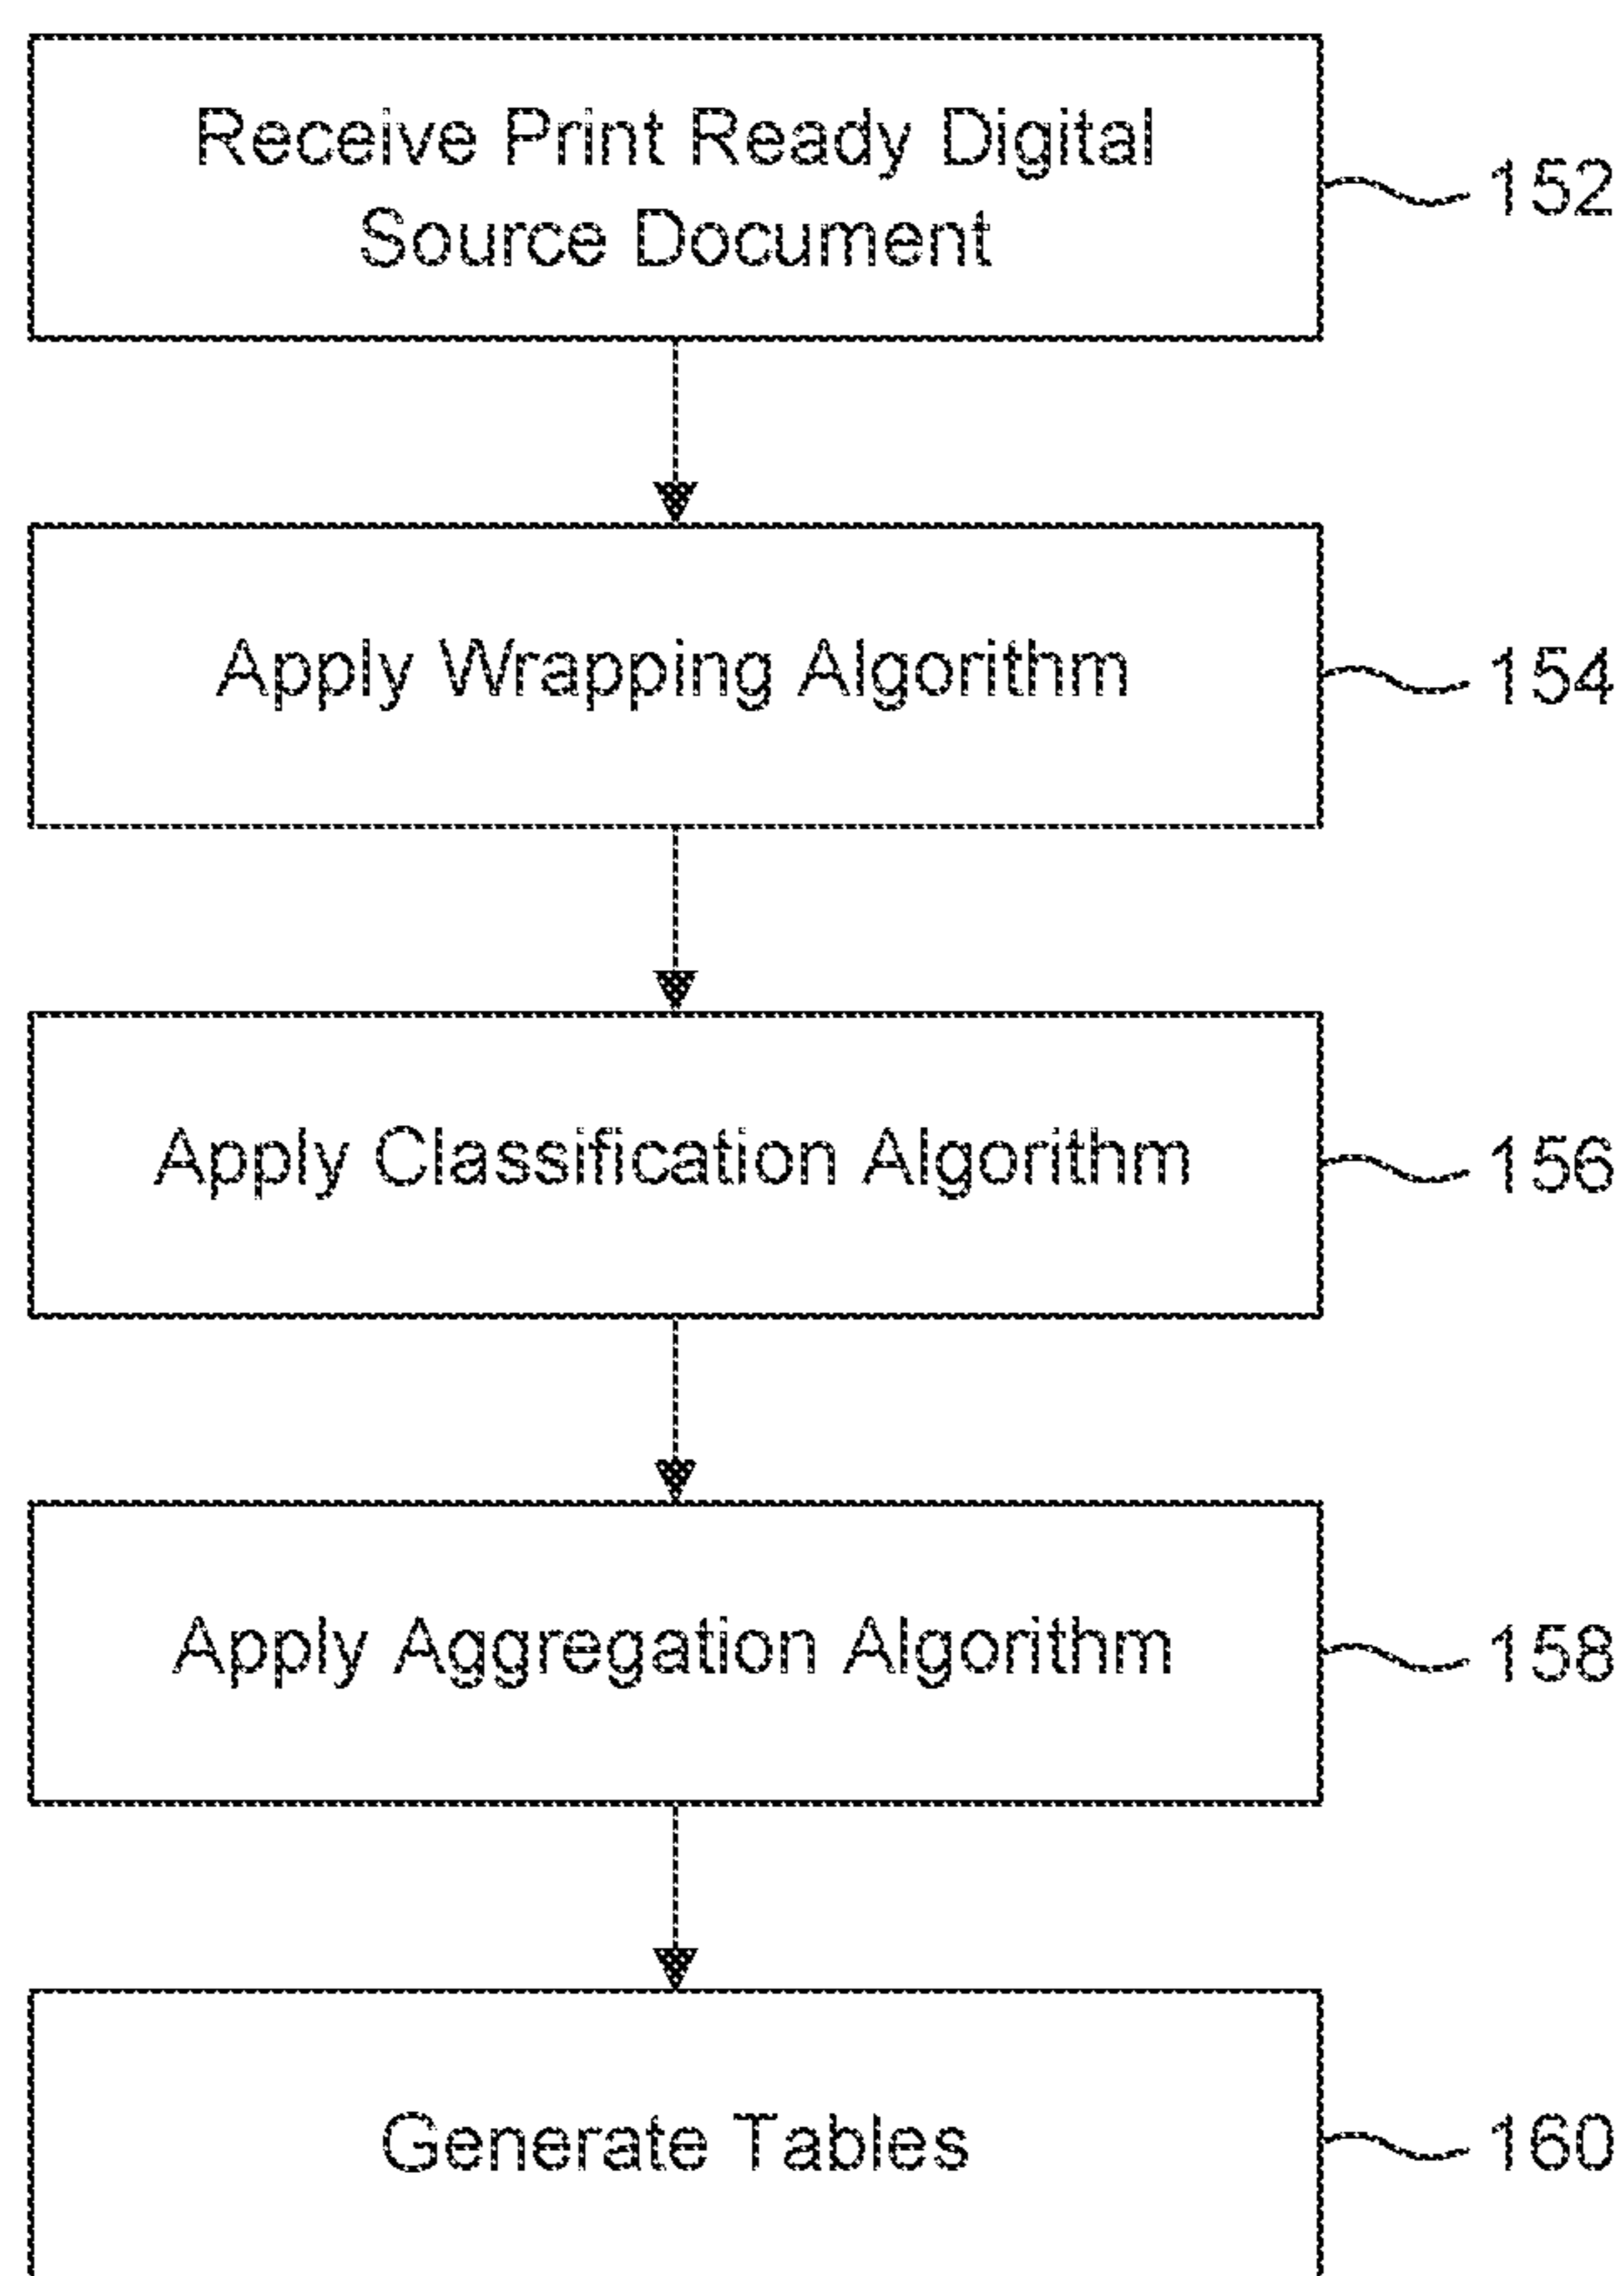 Receive Print Ready Digital
Source Document
152
Apply Wrapping Algorithm
154
Apply Classification Algorithm
156
Apply Aggregation Algorithm
158
Generate Tables
160